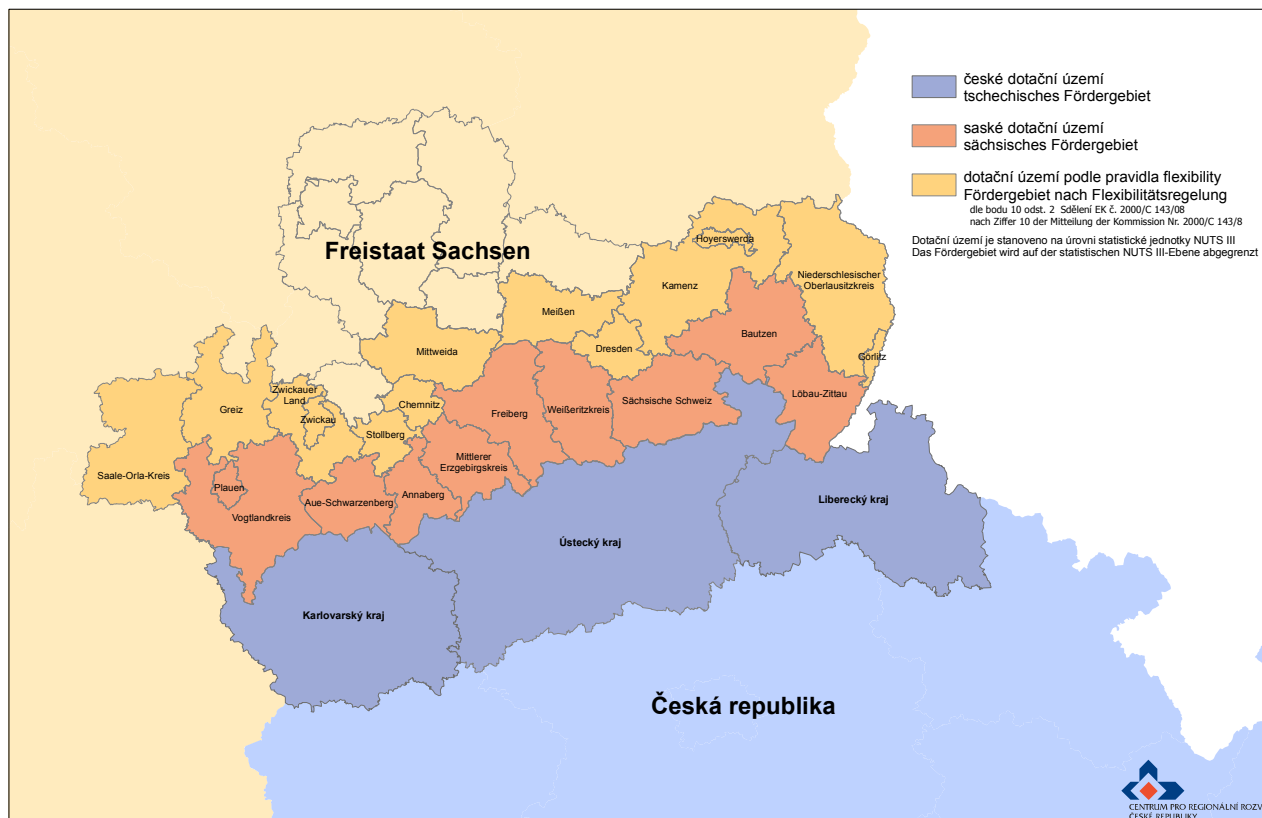 české dotační území
tschechisches Fördergebiet
saské dotační území
sächsisches Fördergebiet
dotační území podle pravidla flexibility
Fördergebiet nach Flexibilitätsregelung
dle bodu 10 odst. 2 Sdělení EK č. 2000/C 143/08
nach Ziffer 10 der Mitteilung der Kommission Nr. 2000/C 143/8
Dotační území je stanoveno na úrovni statistické jednotky NUTS III
Das Fördergebiet wird auf der statistischen NUTS III-Ebene abgegrenzt
Freistaat Sachsen
Hoyerswerda
Niederschlesischer
Oberlausitzkreis
Kamenz
Meißen
Bautzen
Dresden
Mittweida
Görlitz
Zwickauer
Land
Löbau-Zittau
Sächsische Schweiz
Chemnitz
Greiz
Freiberg
Weißeritzkreis
Zwickau
Stollberg
Mittlerer
Erzgebirgskreis
Saale-Orla-Kreis
Plauen
Annaberg
Aue-Schwarzenberg
Vogtlandkreis
Liberecký kraj
Ústecký kraj
Karlovarský kraj
Česká republika
CENTRUM PRO REGIONÁLNÍ ROZV
ČESKÉ REPUBLIKY